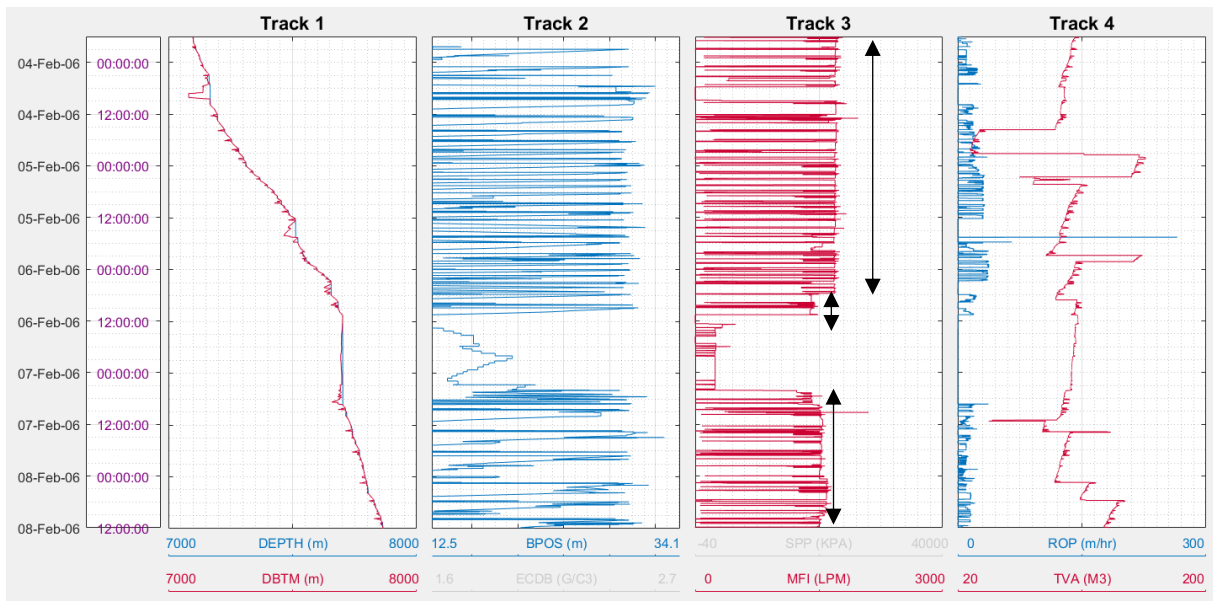 Track 1 Track 2 Track 3 Track 4
04-Feb-06 00:00:00
04-Feb-06 12:00:00
05-Feb-06 00:00:00
05-Feb-06 12:00:00
06-Feb-06 00:00:00
06-Feb-06 12:00:00
07-Feb-06 00:00:00
07-Feb-06 12:00:00
08-Feb-06 00:00:00
08-Feb-06 12:00:00
7000 DEPTH (m) 8000 12.5 BPOS (m) 34.1 -40 SPP (KPA) 40000 0 ROP (m/hr) 300
7000 DBTM (m) 8000 1.6 ECDB (G/C3) 2.7 0 MFI (LPM) 3000 20 TVA (M3) 200